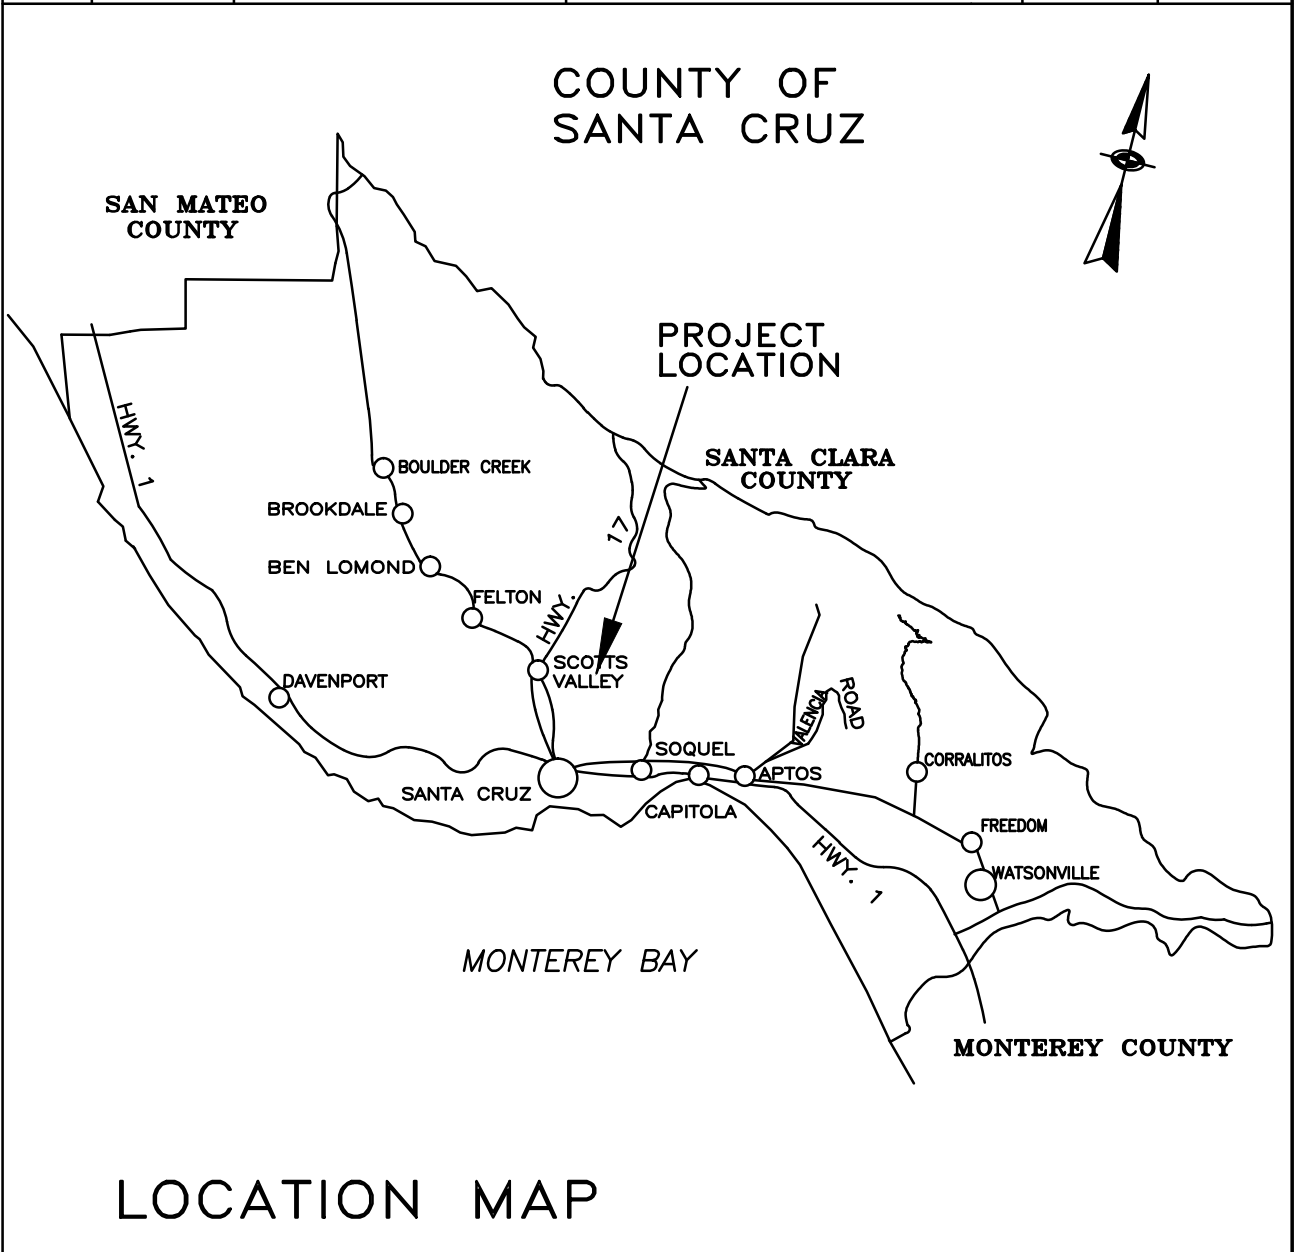 COUNTY OF
SANTA CRUZ
SAN MATEO
COUNTY
PROJECT
LOCATION
HWY. 1
SANTA CLARA
COUNTY
BOULDER CREEK
BROOKDALE
HWY. 17
BEN LOMOND
FELTON
SCOTTS
VALLEY
DAVENPORT
VALENCIA
ROAD
SOQUEL
APTOS
CORRALITOS
SANTA CRUZ
CAPITOLA
FREEDOM
HWY. 1
WATSONVILLE
MONTEREY BAY
MONTEREY COUNTY
LOCATION MAP